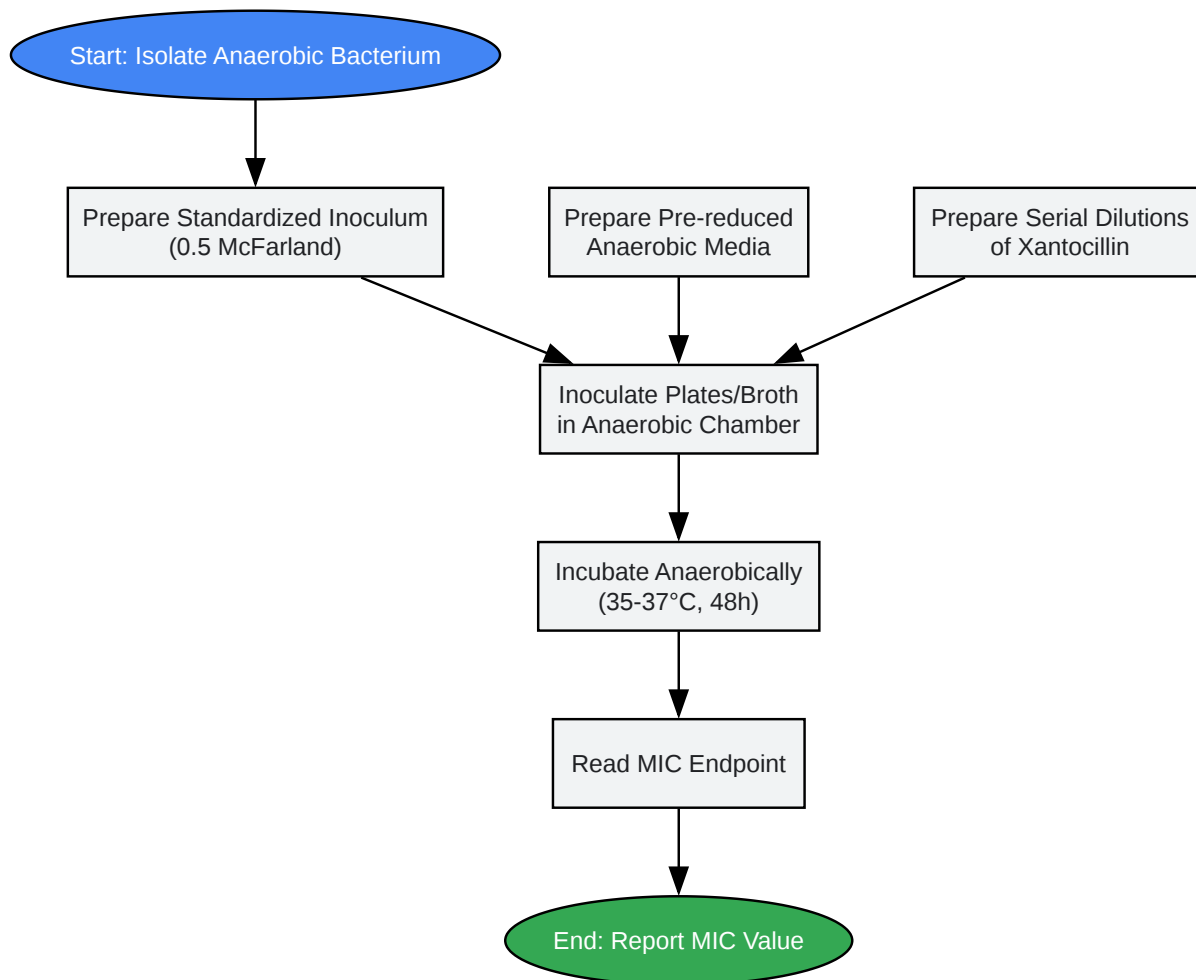 Start: Isolate Anaerobic Bacterium
Prepare Standardized Inoculum
(0.5 McFarland)
Prepare Pre-reduced
Anaerobic Media
Prepare Serial Dilutions
of Xantocillin
Inoculate Plates/Broth
in Anaerobic Chamber
Incubate Anaerobically
(35-37°C, 48h)
Read MIC Endpoint
End: Report MIC Value